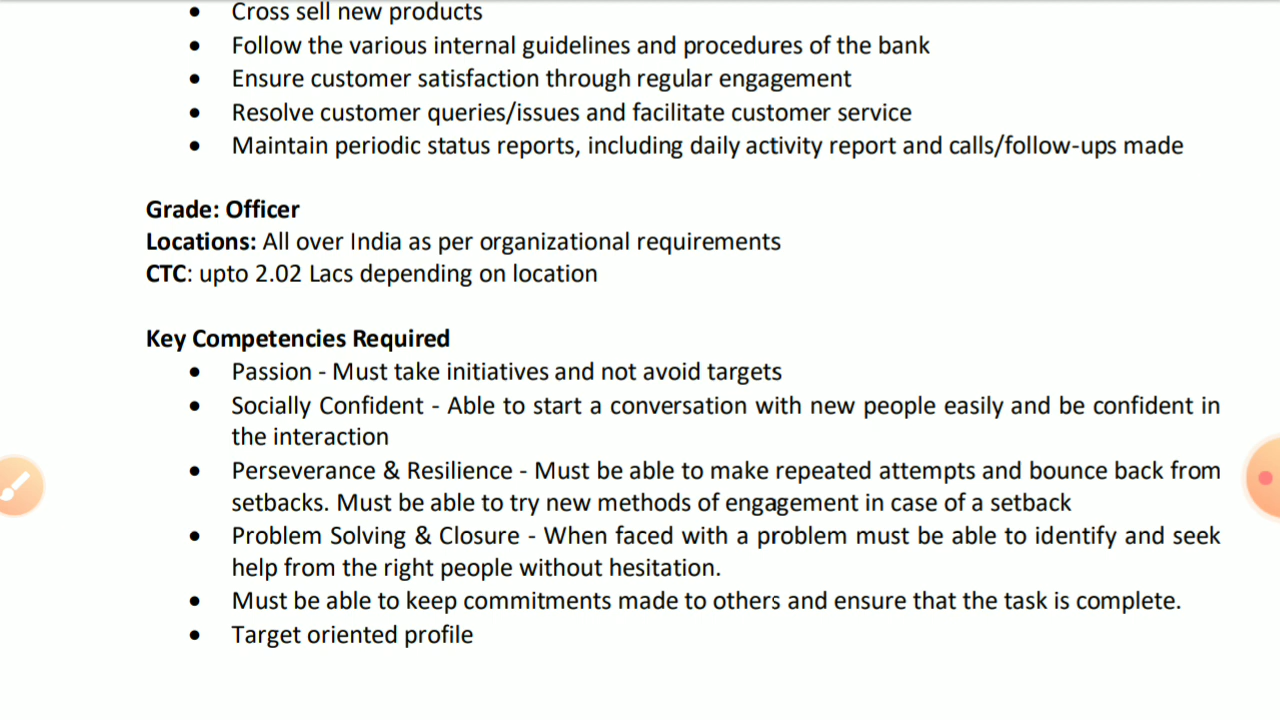 • Cross sell new products
• Follow the various internal guidelines and procedures of the bank
• Ensure customer satisfaction through regular engagement
• Resolve customer queries/issues and facilitate customer service
• Maintain periodic status reports, including daily activity report and calls/follow-ups made
Grade: Officer
Locations: All over India as per organizational requirements
CTC: upto 2.02 Lacs depending on location
Key Competencies Required
• Passion - Must take initiatives and not avoid targets
• Socially Confident - Able to start a conversation with new people easily and be confident in
the interaction
• Perseverance & Resilience - Must be able to make repeated attempts and bounce back from
setbacks. Must be able to try new methods of engagement in case of a setback
• Problem Solving & Closure - When faced with a problem must be able to identify and seek
help from the right people without hesitation.
• Must be able to keep commitments made to others and ensure that the task is complete.
• Target oriented profile